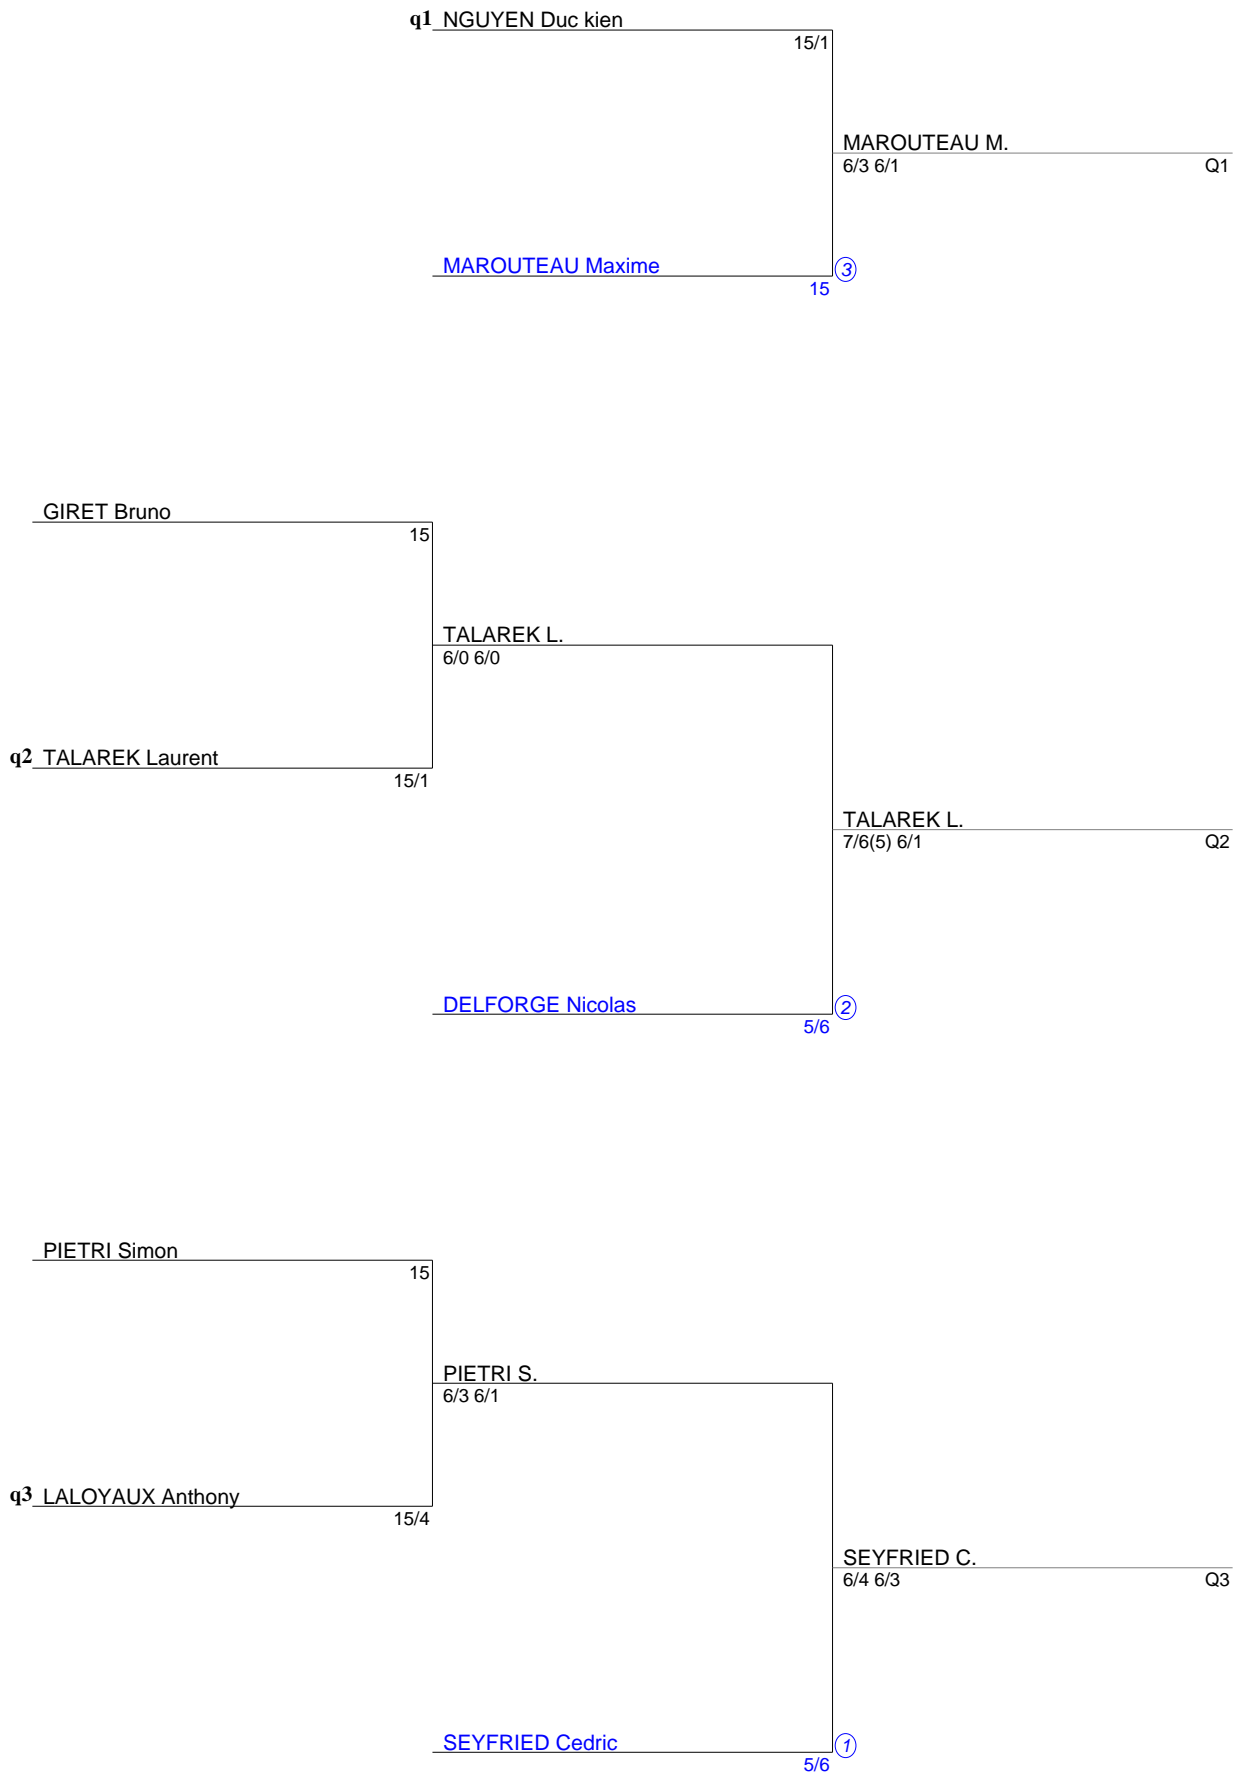 q1 NGUYEN Duc kien
15/1
MAROUTEAU M.
6/3 6/1 Q1
MAROUTEAU Maxime 3
15
GIRET Bruno
15
TALAREK L.
6/0 6/0
q2 TALAREK Laurent
15/1
TALAREK L.
7/6(5) 6/1 Q2
DELFORGE Nicolas 2
5/6
PIETRI Simon
15
PIETRI S.
6/3 6/1
q3 LALOYAUX Anthony
15/4
SEYFRIED C.
6/4 6/3 Q3
SEYFRIED Cedric 1
5/6